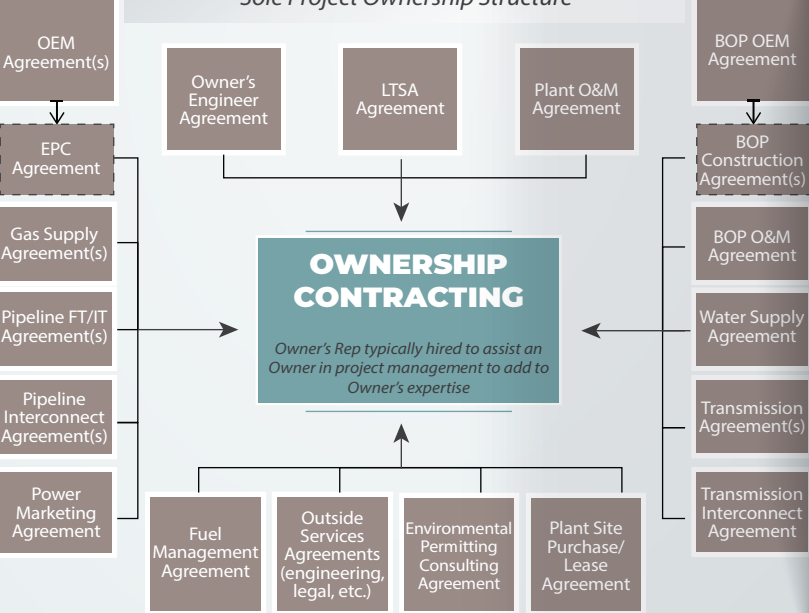 Sole Project Ownership Structure
OEM
Agreement(s)
Owner's
Engineer
Agreement
LTSA
Agreement
Plant O&M
Agreement
BOP OEM
Agreement
EPC
Agreement
BOP
Construction
Agreement(s)
Gas Supply
Agreement(s)
BOP O&M
Agreement
OWNERSHIP
CONTRACTING
Owner's Rep typically hired to assist an
Owner in project management to add to
Owner's expertise
Pipeline FT/IT
Agreement(s)
Water Supply
Agreement
Pipeline
Interconnect
Agreement(s)
Transmission
Agreement(s)
Power
Marketing
Agreement
Transmission
Interconnect
Agreement
Fuel
Management
Agreement
Outside
Services
Agreements
(engineering,
legal, etc.)
Environmental
Permitting
Consulting
Agreement
Plant Site
Purchase/
Lease
Agreement